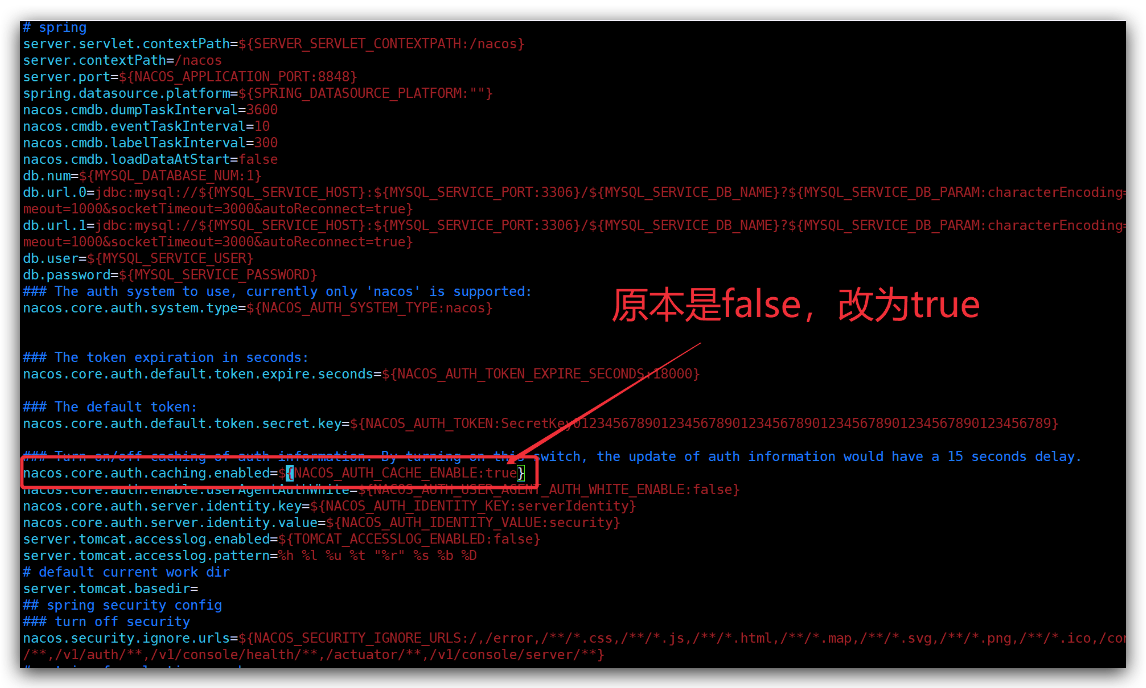 # spring
server.servlet.contextPath=${SERVER_SERVLET_CONTEXTPATH:/nacos}
server.contextPath=/nacos
server.port=${NACOS_APPLICATION_PORT:8848}
spring.datasource.platform=${SPRING_DATASOURCE_PLATFORM:""}
nacos.cmdb.dumpTaskInterval=3600
nacos.cmdb.eventTaskInterval=10
nacos.cmdb.labelTaskInterval=300
nacos.cmdb.loadDataAtStart=false
db.num=${MYSQL_DATABASE_NUM:1}
db.url.0=jdbc:mysql://${MYSQL_SERVICE_HOST}:${MYSQL_SERVICE_PORT:3306}/${MYSQL_SERVICE_DB_NAME}?${MYSQL_SERVICE_DB_PARAM:characterEncoding=
meout=1000&socketTimeout=3000&autoReconnect=true}
db.url.1=jdbc:mysql://${MYSQL_SERVICE_HOST}:${MYSQL_SERVICE_PORT:3306}/${MYSQL_SERVICE_DB_NAME}?${MYSQL_SERVICE_DB_PARAM:characterEncoding=
meout=1000&socketTimeout=3000&autoReconnect=true}
db.user=${MYSQL_SERVICE_USER}
db.password=${MYSQL_SERVICE_PASSWORD}
### The auth system to use, currently only 'nacos' is supported:
nacos.core.auth.system.type=${NACOS_AUTH_SYSTEM_TYPE:nacos}
原本是false，改为true
### The token expiration in seconds:
nacos.core.auth.default.token.expire.seconds=${NACOS_AUTH_TOKEN_EXPIRE_SECONDS:18000}
### The default token:
nacos.core.auth.default.token.secret.key=${NACOS_AUTH_TOKEN:SecretKey012345678901234567890123456789012345678901234567890123456789}
### Turn on/off caching of auth information. By turning on this switch, the update of auth information would have a 15 seconds delay.
nacos.core.auth.caching.enabled=${NACOS_AUTH_CACHE_ENABLE:true}
nacos.core.auth.enable.userAgentAuthWhite=${NACOS_AUTH_USER_AGENT_AUTH_WHITE_ENABLE:false}
nacos.core.auth.server.identity.key=${NACOS_AUTH_IDENTITY_KEY:serverIdentity}
nacos.core.auth.server.identity.value=${NACOS_AUTH_IDENTITY_VALUE:security}
server.tomcat.accesslog.enabled=${TOMCAT_ACCESSLOG_ENABLED:false}
server.tomcat.accesslog.pattern=%h %l %u %t "%r" %s %b %D
# default current work dir
server.tomcat.basedir=
## spring security config
### turn off security
nacos.security.ignore.urls=${NACOS_SECURITY_IGNORE_URLS:/,/error,/**/*.css,/**/*.js,/**/*.html,/**/*.map,/**/*.svg,/**/*.png,/**/*.ico,/con
/**,/v1/auth/**,/v1/console/health/**,/actuator/**,/v1/console/server/**}